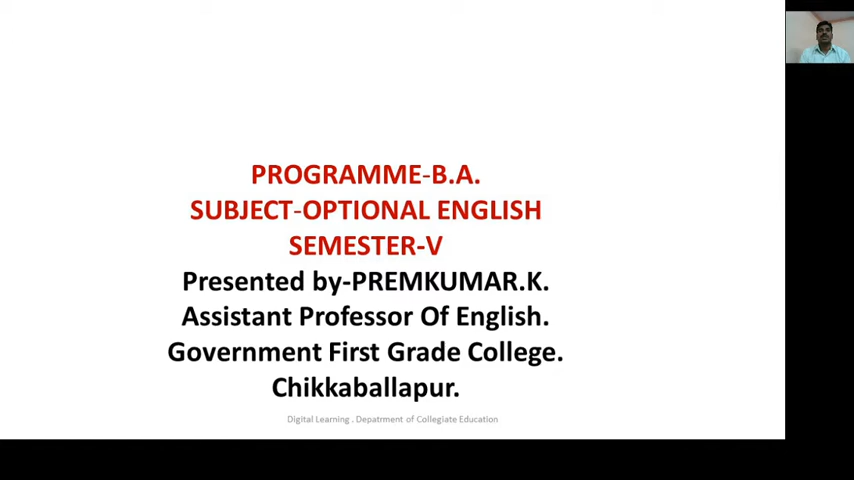 PROGRAMME-B.A.
SUBJECT-OPTIONAL ENGLISH
SEMESTER-V
Presented by-PREMKUMAR.K.
Assistant Professor Of English.
Government First Grade College.
Chikkaballapur.
Digital Learning . Depatrment of Collegiate Education